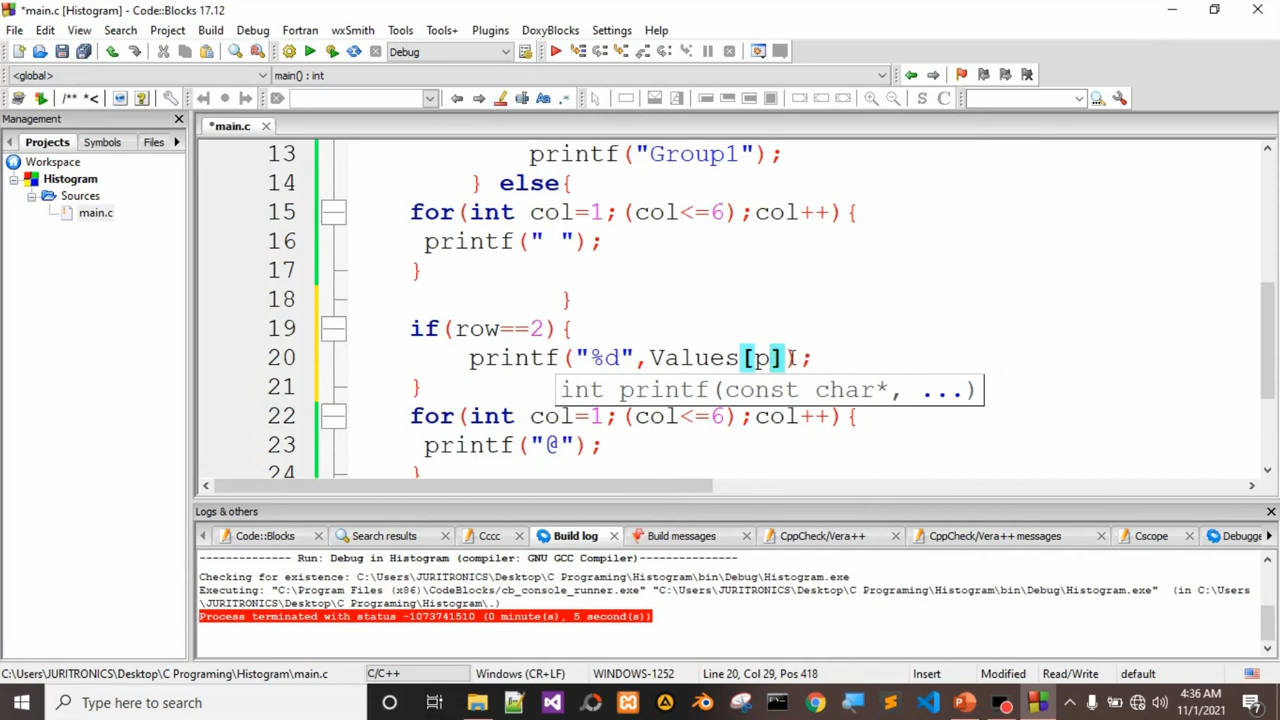 *main.c [Histogram] - Code::Blocks 17.12
File Edit View Search Project Build Debug Fortran wxSmith Tools Tools+ Plugins DoxyBlocks Settings Help
Debug
<global> main() : int
/** *<
S C
Management
Projects Symbols Files
*main.c
Workspace
Histogram
Sources
main.c
13 printf("Group1");
14 } else{
15 for(int col=1;(col<=6);col++){
16 printf(" ");
17 }
18 }
19 if(row==2){
20 printf("%d",Values[p]);
21 }
int printf(const char*, ...)
22 for(int col=1;(col<=6);col++){
23 printf("@");
24 }
Logs & others
Code::Blocks Search results Cccc Build log Build messages CppCheck/Vera++ CppCheck/Vera++ messages Cscope Debugge
-------------- Run: Debug in Histogram (compiler: GNU GCC Compiler)---------------
Checking for existence: C:\Users\JURITRONICS\Desktop\C Programing\Histogram\bin\Debug\Histogram.exe
Executing: "C:\Program Files (x86)\CodeBlocks/cb_console_runner.exe" "C:\Users\JURITRONICS\Desktop\C Programing\Histogram\bin\Debug\Histogram.exe" (in C:\Users
\JURITRONICS\Desktop\C Programing\Histogram\.)
Process terminated with status -1073741510 (0 minute(s), 5 second(s))
C:\Users\JURITRONICS\Desktop\C Programing\Histogram\main.c C/C++ Windows (CR+LF) WINDOWS-1252 Line 20, Col 29, Pos 418 Insert Modified Read/Write default
Type here to search
4:36 AM
11/1/2021